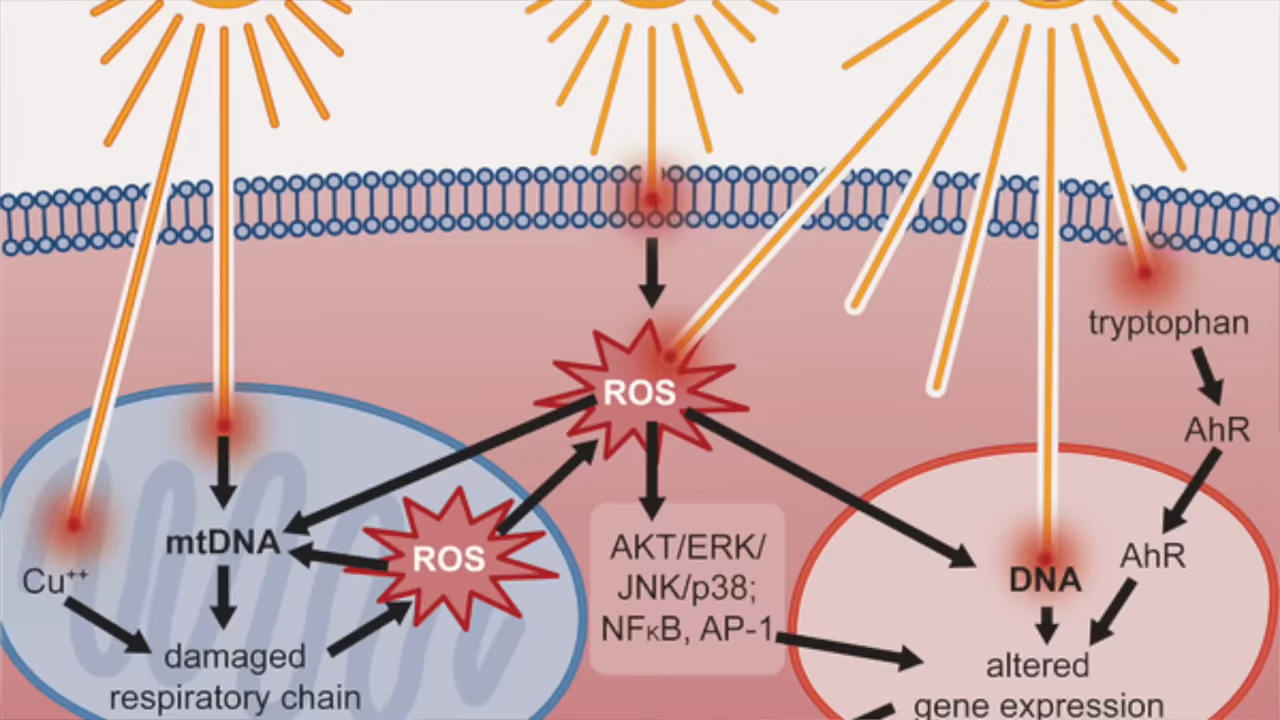 tryptophan
ROS
AhR
mtDNA
ROS
AKT/ERK/
JNK/p38;
NFκB, AP-1
AhR
Cu⁺⁺
DNA
damaged
respiratory chain
altered
gene expression